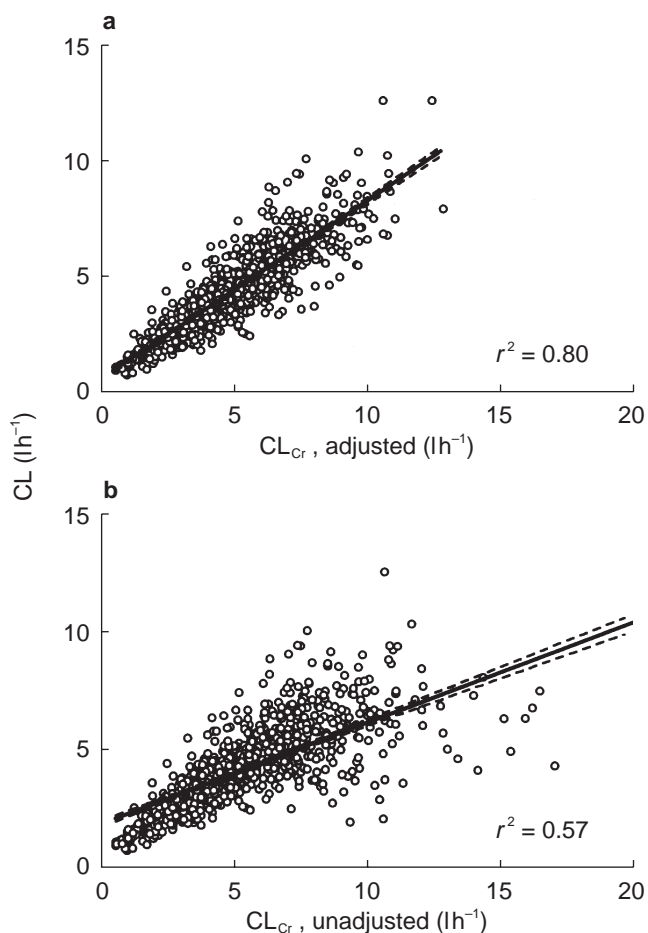 a
15
10
5
0
r² = 0.80
0 5 10 15 20
CL_Cr , adjusted (l h⁻¹)
CL (l h⁻¹)
b
15
10
5
0
r² = 0.57
0 5 10 15 20
CL_Cr , unadjusted (l h⁻¹)